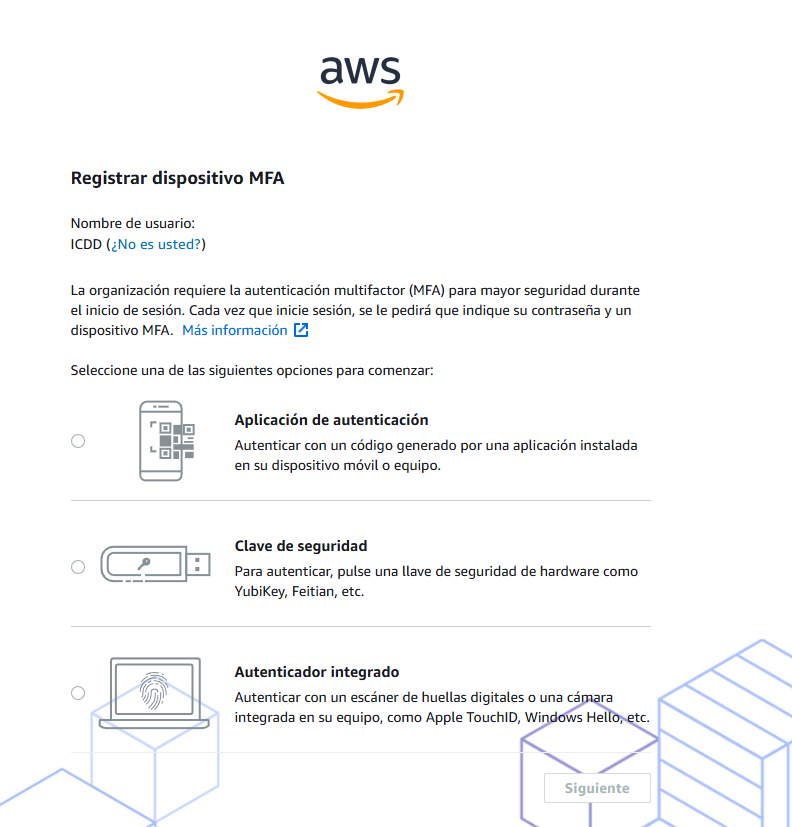 aws
Registrar dispositivo MFA
Nombre de usuario:
ICDD (¿No es usted?)
La organización requiere la autenticación multifactor (MFA) para mayor seguridad durante
el inicio de sesión. Cada vez que inicie sesión, se le pedirá que indique su contraseña y un
dispositivo MFA. Más información
Seleccione una de las siguientes opciones para comenzar:
Aplicación de autenticación
Autenticar con un código generado por una aplicación instalada
en su dispositivo móvil o equipo.
Clave de seguridad
Para autenticar, pulse una llave de seguridad de hardware como
YubiKey, Feitian, etc.
Autenticador integrado
Autenticar con un escáner de huellas digitales o una cámara
integrada en su equipo, como Apple TouchID, Windows Hello, etc.
Siguiente